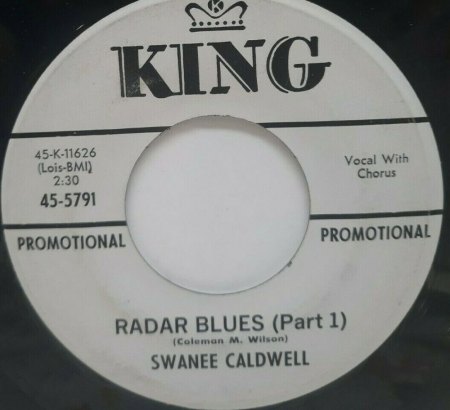 KING
45-K-11626
(Lois-BMI)
2:30
45-5791
Vocal With
Chorus
PROMOTIONAL
PROMOTIONAL
RADAR BLUES (Part 1)
(Coleman M. Wilson)
SWANEE CALDWELL